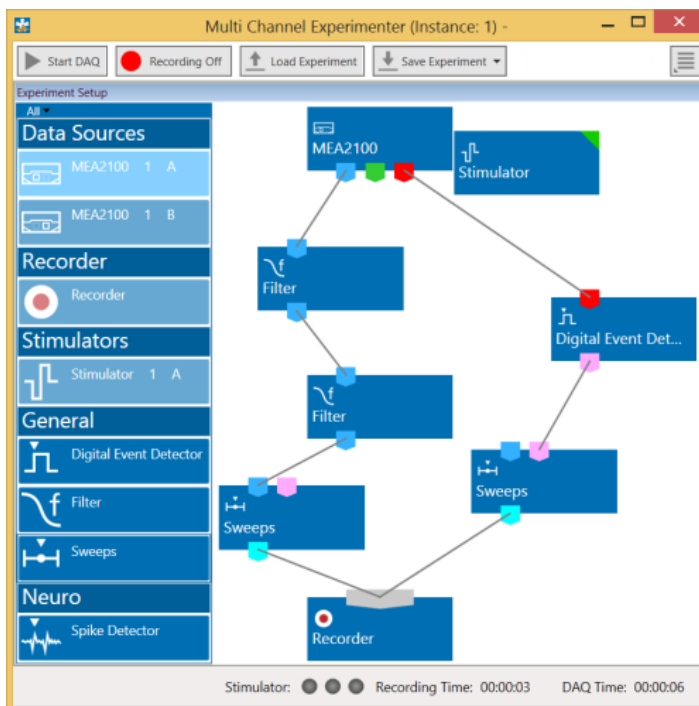 Multi Channel Experimenter (Instance: 1) -
Start DAQ
Recording Off
Load Experiment
Save Experiment
Experiment Setup
All
Data Sources
MEA2100 1 A
MEA2100 1 B
Recorder
Recorder
Stimulators
Stimulator 1 A
General
Digital Event Detector
Filter
Sweeps
Neuro
Spike Detector
MEA2100
Stimulator
Filter
Digital Event Det...
Filter
Sweeps
Sweeps
Recorder
Stimulator: Recording Time: 00:00:03 DAQ Time: 00:00:06